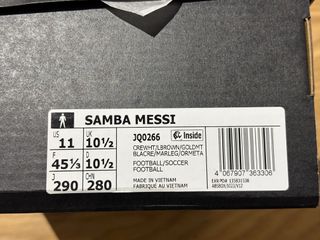 SAMBA MESSI
US UK
11 10½
F D
45⅓ 10½
J CHN
290 280
JQ0266
Inside
CREWHT/LBROWN/GOLDMT
BLACRE/MARLEG/ORMETA
FOOTBALL/SOCCER
FOOTBALL
MADE IN VIETNAM
FABRIQUÉ AU VIETNAM
4 067907 363306